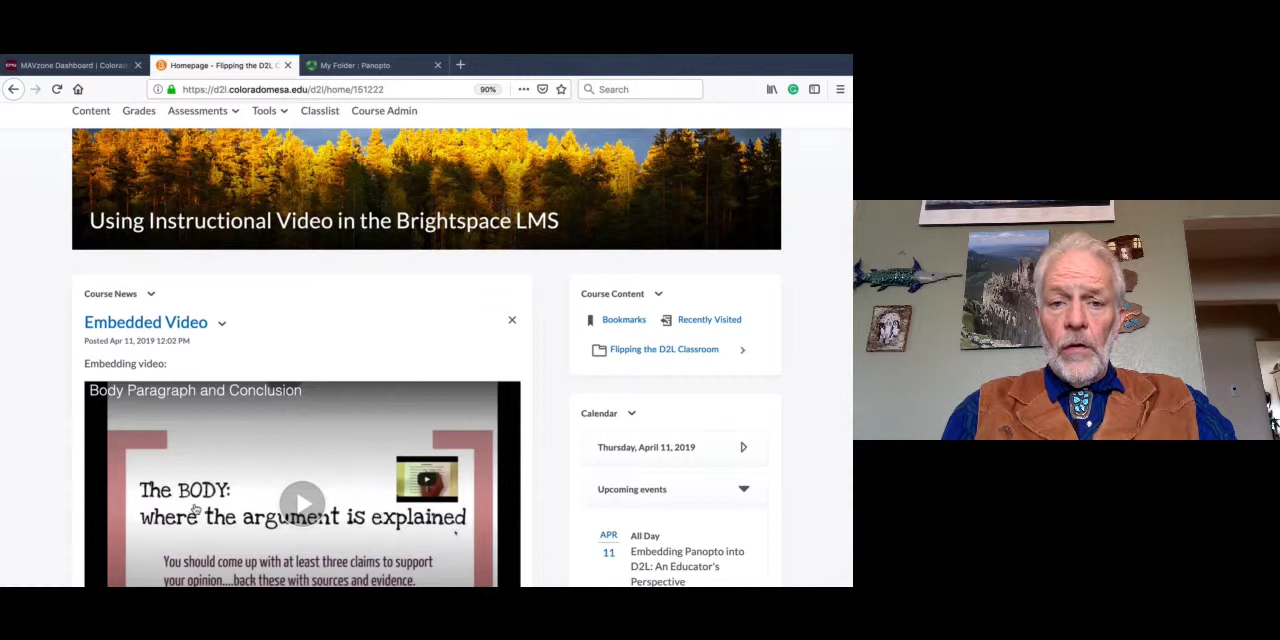 MAVzone Dashboard | Colorad
Homepage - Flipping the D2L C
My Folder : Panopto
https://d2l.coloradomesa.edu/d2l/home/151222
90%
Search
Content
Grades
Assessments
Tools
Classlist
Course Admin
Using Instructional Video in the Brightspace LMS
Course News
Embedded Video
Posted Apr 11, 2019 12:02 PM
Embedding video:
Body Paragraph and Conclusion
The BODY:
where the argument is explained
You should come up with at least three claims to support
your opinion....back these with sources and evidence.
Course Content
Bookmarks
Recently Visited
Flipping the D2L Classroom
Calendar
Thursday, April 11, 2019
Upcoming events
APR
11
All Day
Embedding Panopto into
D2L: An Educator's
Perspective